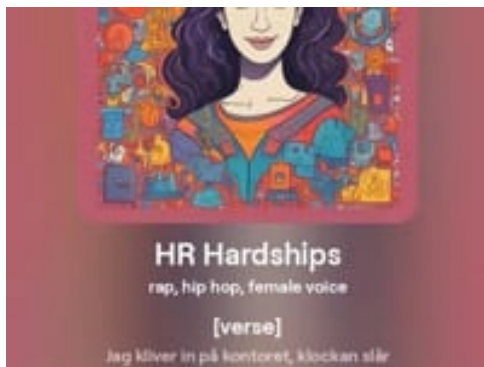 HR Hardships
rap, hip hop, female voice
[verse]
Jag kliver in på kontoret, klockan slår